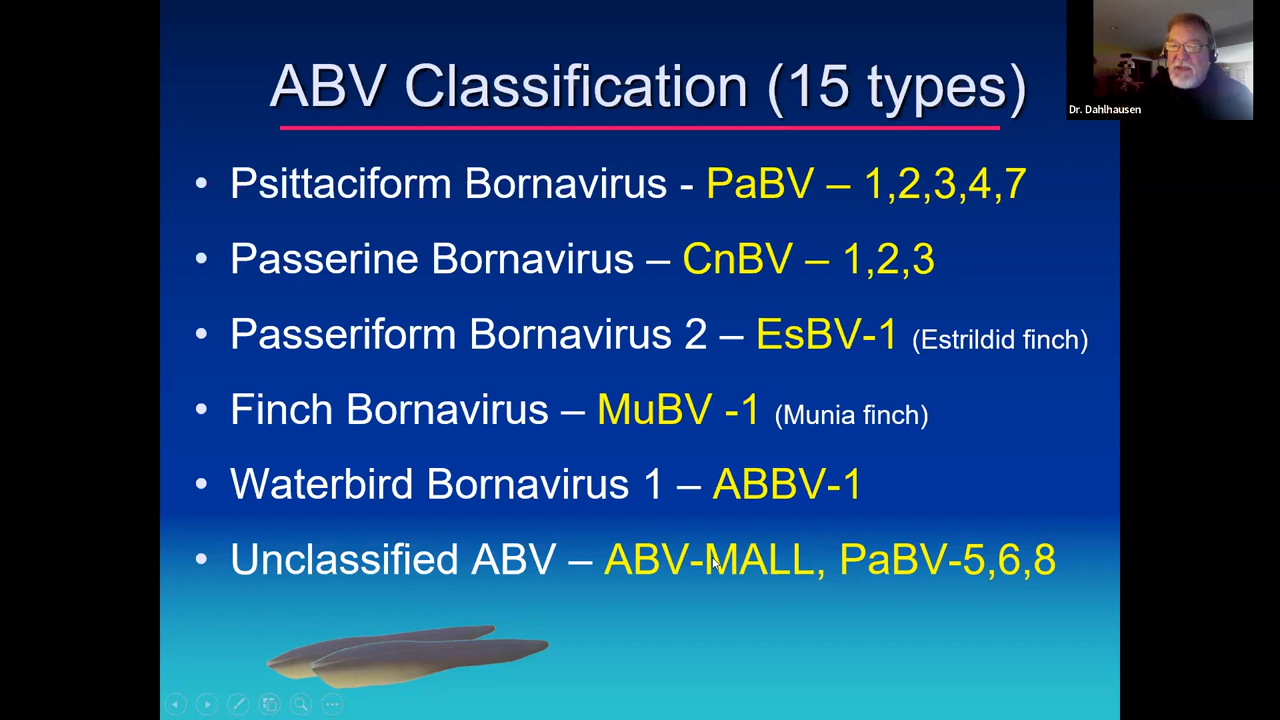 ABV Classification (15 types)
Dr. Dahlhausen
• Psittaciform Bornavirus - PaBV – 1,2,3,4,7
• Passerine Bornavirus – CnBV – 1,2,3
• Passeriform Bornavirus 2 – EsBV-1 (Estrildid finch)
• Finch Bornavirus – MuBV -1 (Munia finch)
• Waterbird Bornavirus 1 – ABBV-1
• Unclassified ABV – ABV-MALL, PaBV-5,6,8